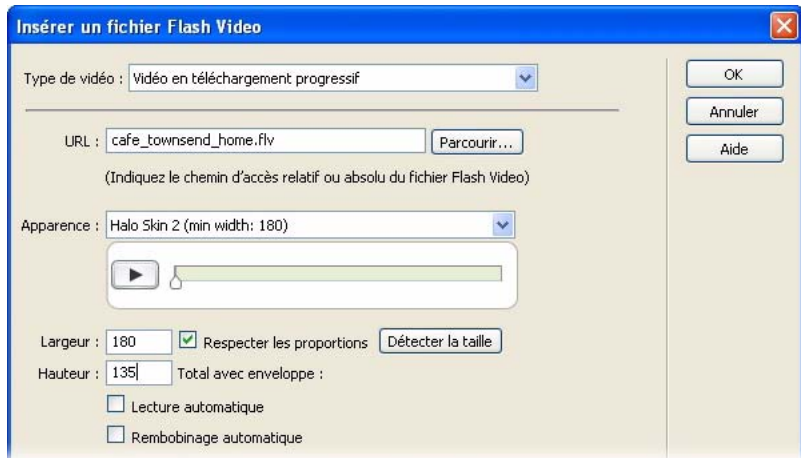 Insérer un fichier Flash Video
Type de vidéo : Vidéo en téléchargement progressif
OK
Annuler
Aide
URL : cafe_townsend_home.flv Parcourir...
(Indiquez le chemin d'accès relatif ou absolu du fichier Flash Video)
Apparence : Halo Skin 2 (min width: 180)
Largeur : 180 Respecter les proportions Détecter la taille
Hauteur : 135 Total avec enveloppe :
Lecture automatique
Rembobinage automatique